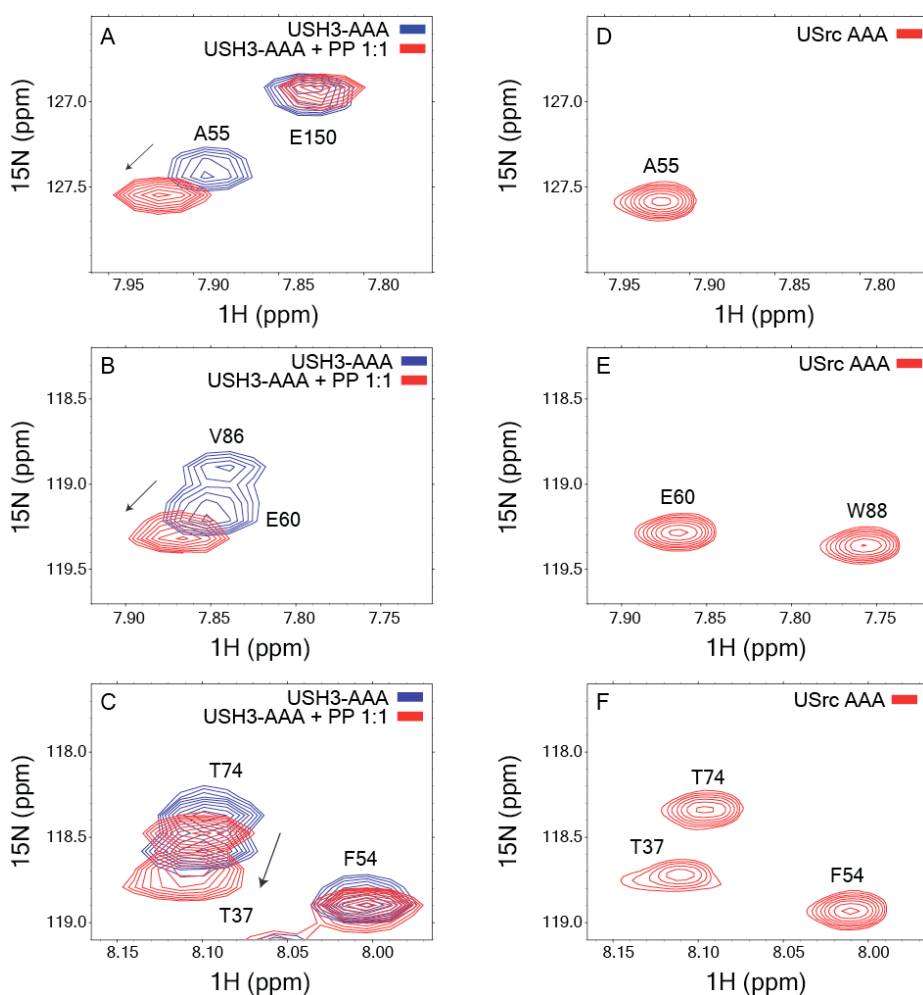 A
USH3-AAA
USH3-AAA + PP 1:1
A55
E150
127.0
127.5
15N (ppm)
7.95 7.90 7.85 7.80
1H (ppm)
D
USrc AAA
A55
127.0
127.5
15N (ppm)
7.95 7.90 7.85 7.80
1H (ppm)
B
USH3-AAA
USH3-AAA + PP 1:1
V86
E60
118.5
119.0
119.5
15N (ppm)
7.90 7.85 7.80 7.75
1H (ppm)
E
USrc AAA
E60
W88
118.5
119.0
119.5
15N (ppm)
7.90 7.85 7.80 7.75
1H (ppm)
C
USH3-AAA
USH3-AAA + PP 1:1
T74
F54
T37
118.0
118.5
119.0
15N (ppm)
8.15 8.10 8.05 8.00
1H (ppm)
F
USrc AAA
T74
T37
F54
118.0
118.5
119.0
15N (ppm)
8.15 8.10 8.05 8.00
1H (ppm)